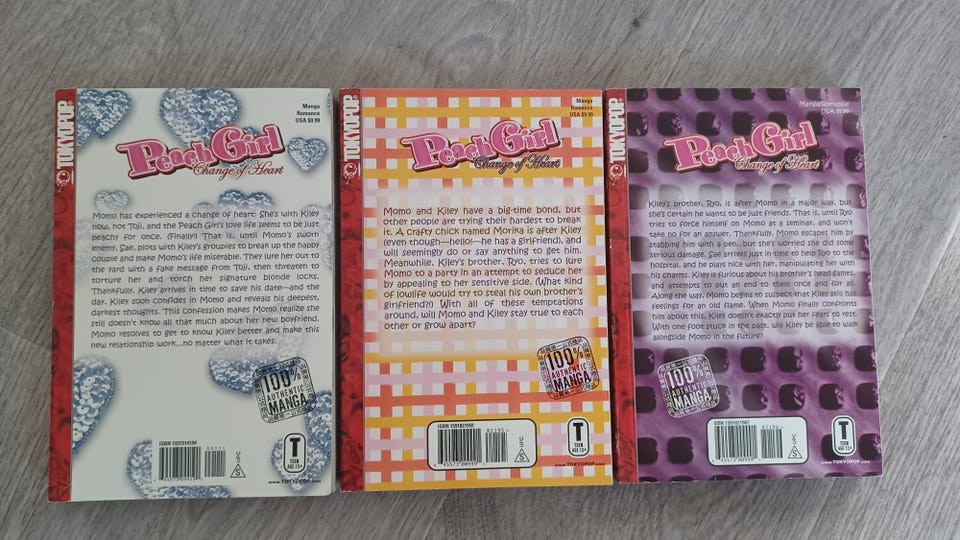 TOKYOPOP
Manga
Romance
USA $9.99
Peach Girl
Change of Heart
Momo has experienced a change of heart: She's with Kiley
now, not Toji, and the Peach Girl's love life seems to be just
peachy for once. (Finally!) That is, until Momo's sworn
enemy, Sae, plots with Kiley's groupies to break up the happy
couple and make Momo's life miserable. They lure her out to
the yard with a fake message from Toji, then threaten to
torture her and torch her signature blonde locks.
Thankfully, Kiley arrives in time to save his date—and the
day. Kiley soon confides in Momo and reveals his deepest,
darkest thoughts. This confession makes Momo realize she
still doesn't know all that much about her new boyfriend.
Momo resolves to get to know Kiley better and make this
new relationship work...no matter what it takes.
100%
AUTHENTIC
MANGA
T
TEEN
AGE 13+
UPC
S
www.TOKYOPOP.com
TOKYOPOP
Manga
Romance
USA $9.99
Peach Girl
Change of Heart
Momo and Kiley have a big-time bond, but
other people are trying their hardest to break
it. A crafty chick named Morika is after Kiley
(even though—hello!—he has a girlfriend), and
will seemingly do or say anything to get him.
Meanwhile, Kiley's brother, Ryo, tries to lure
Momo to a party in an attempt to seduce her
by appealing to her sensitive side. (What kind
of lowlife would try to steal his own brother's
girlfriend?!) With all of these temptations
around, will Momo and Kiley stay true to each
other or grow apart?
100%
AUTHENTIC
MANGA
T
TEEN
AGE 13+
UPC
S
www.TOKYOPOP.com
TOKYOPOP
Manga/Romance
USA $9.99
Peach Girl
Change of Heart
Kiley's brother, Ryo, is after Momo in a major way, but
she's certain he wants to be just friends. That is, until Ryo
tries to force himself on Momo at a seminar, and won't
take no for an answer. Thankfully, Momo escapes him by
stabbing him with a pen...but she's worried she did some
serious damage. Sae arrives just in time to help Ryo to the
hospital, and he plays nice with her, manipulating her with
his charms. Kiley is furious about his brother's head games,
and attempts to put an end to them once and for all.
Along the way, Momo begins to suspect that Kiley still has
feelings for an old flame. When Momo finally confronts
him about this, Kiley doesn't exactly put her fears to rest.
With one foot stuck in the past, will Kiley be able to walk
alongside Momo in the future?
100%
AUTHENTIC
MANGA
T
TEEN
AGE 13+
UPC
S
www.TOKYOPOP.com